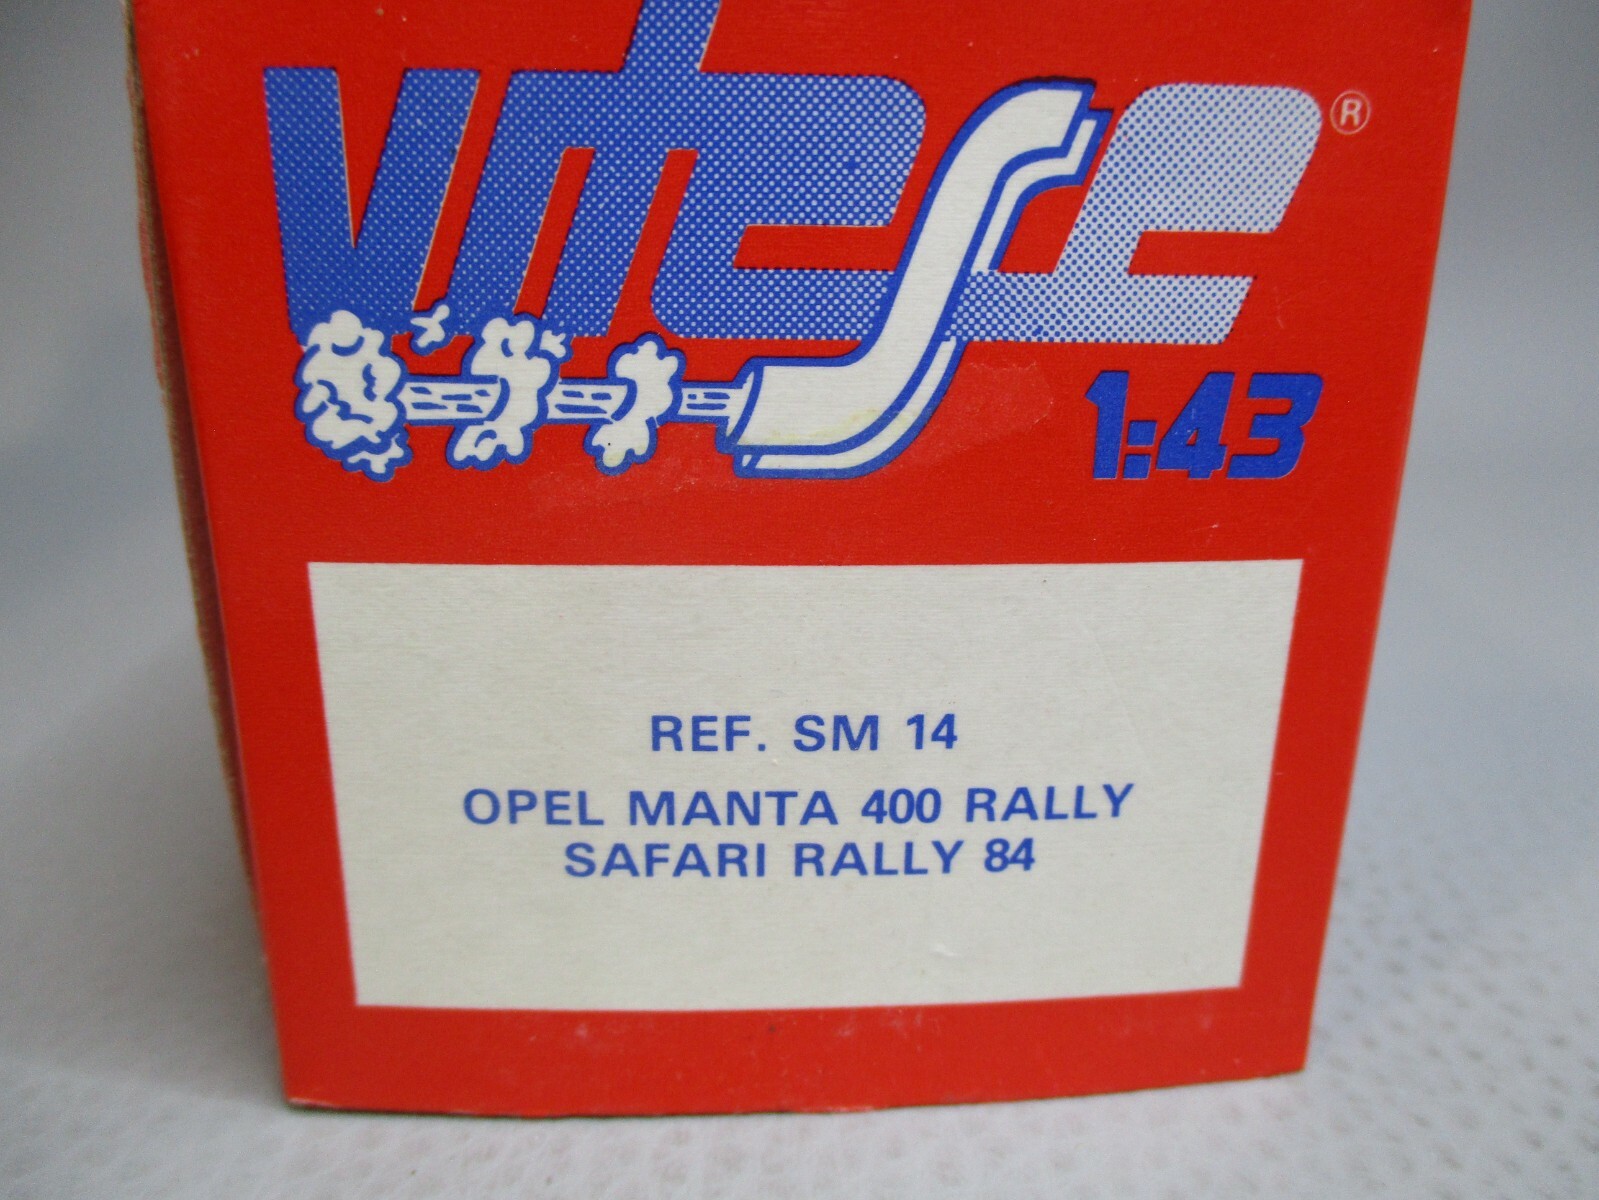 Vitesse ®
1:43
REF. SM 14
OPEL MANTA 400 RALLY
SAFARI RALLY 84